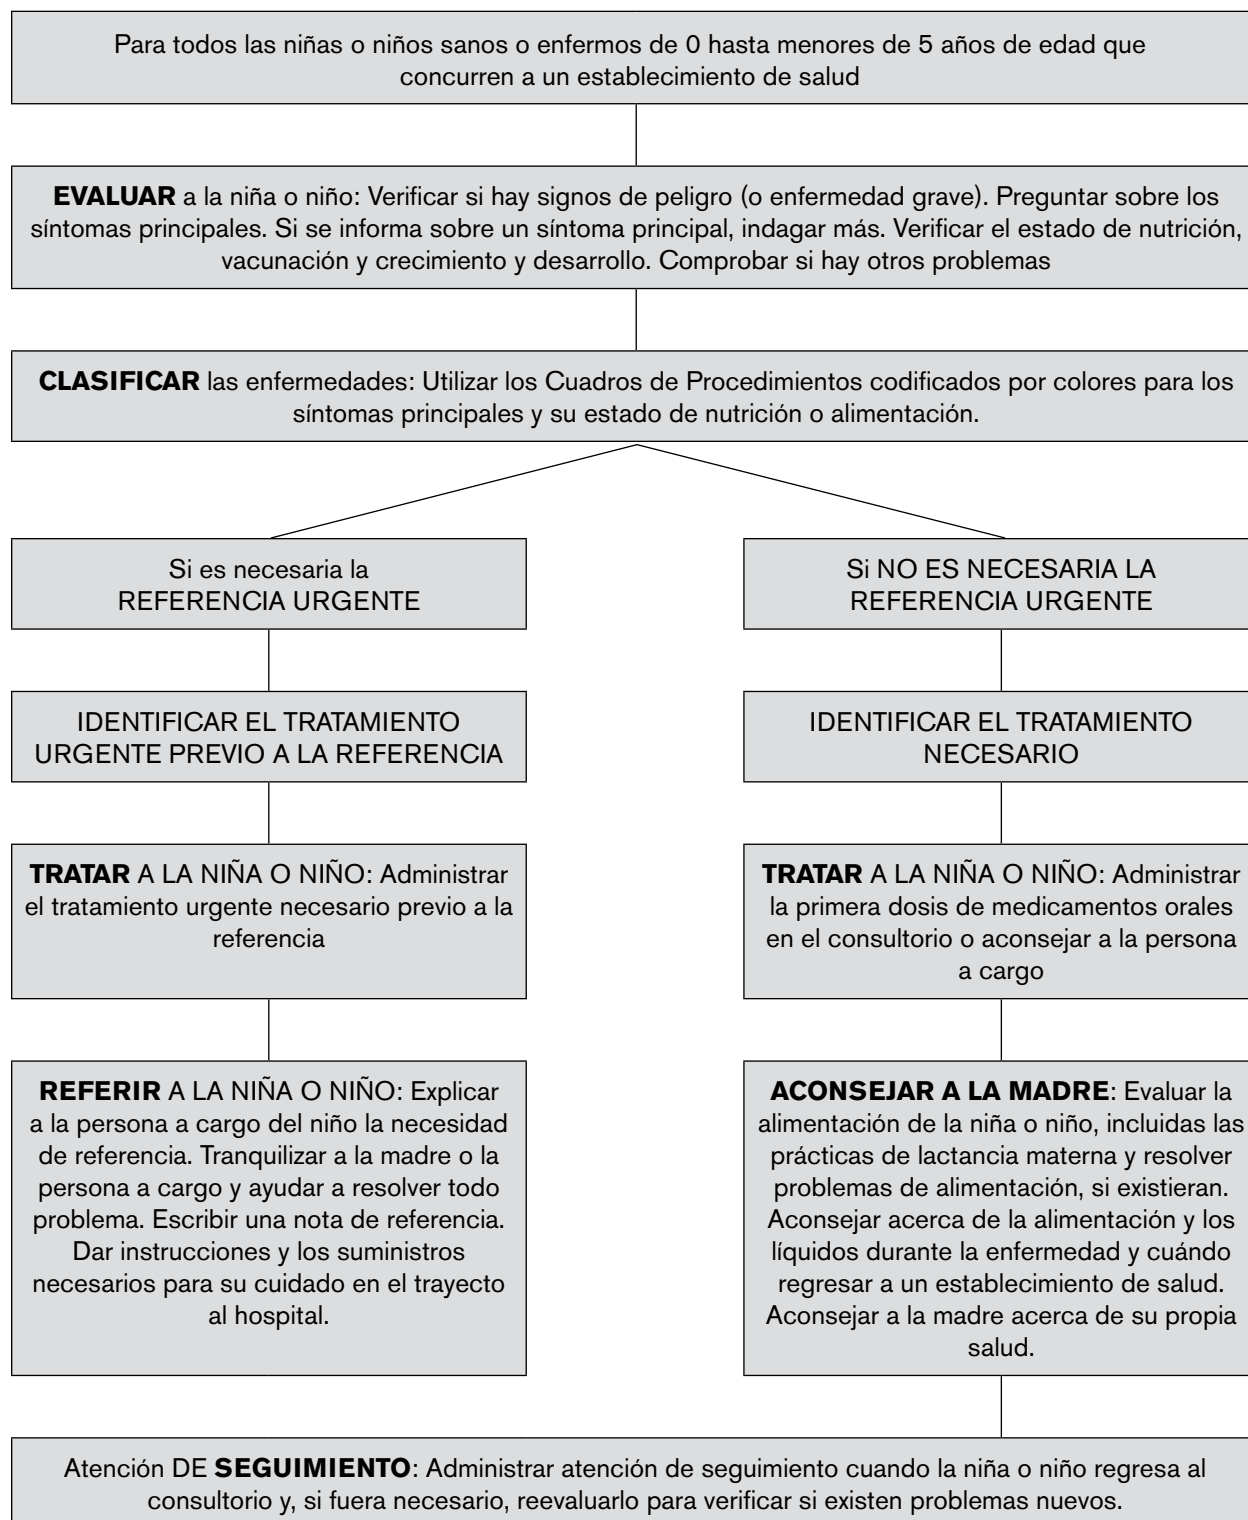 Para todos las niñas o niños sanos o enfermos de 0 hasta menores de 5 años de edad que
concurren a un establecimiento de salud
EVALUAR a la niña o niño: Verificar si hay signos de peligro (o enfermedad grave). Preguntar sobre los
síntomas principales. Si se informa sobre un síntoma principal, indagar más. Verificar el estado de nutrición,
vacunación y crecimiento y desarrollo. Comprobar si hay otros problemas
CLASIFICAR las enfermedades: Utilizar los Cuadros de Procedimientos codificados por colores para los
síntomas principales y su estado de nutrición o alimentación.
Si es necesaria la
REFERENCIA URGENTE
IDENTIFICAR EL TRATAMIENTO
URGENTE PREVIO A LA REFERENCIA
TRATAR A LA NIÑA O NIÑO: Administrar
el tratamiento urgente necesario previo a la
referencia
REFERIR A LA NIÑA O NIÑO: Explicar
a la persona a cargo del niño la necesidad
de referencia. Tranquilizar a la madre o la
persona a cargo y ayudar a resolver todo
problema. Escribir una nota de referencia.
Dar instrucciones y los suministros
necesarios para su cuidado en el trayecto
al hospital.
Si NO ES NECESARIA LA
REFERENCIA URGENTE
IDENTIFICAR EL TRATAMIENTO
NECESARIO
TRATAR A LA NIÑA O NIÑO: Administrar
la primera dosis de medicamentos orales
en el consultorio o aconsejar a la persona
a cargo
ACONSEJAR A LA MADRE: Evaluar la
alimentación de la niña o niño, incluidas las
prácticas de lactancia materna y resolver
problemas de alimentación, si existieran.
Aconsejar acerca de la alimentación y los
líquidos durante la enfermedad y cuándo
regresar a un establecimiento de salud.
Aconsejar a la madre acerca de su propia
salud.
Atención DE SEGUIMIENTO: Administrar atención de seguimiento cuando la niña o niño regresa al
consultorio y, si fuera necesario, reevaluarlo para verificar si existen problemas nuevos.